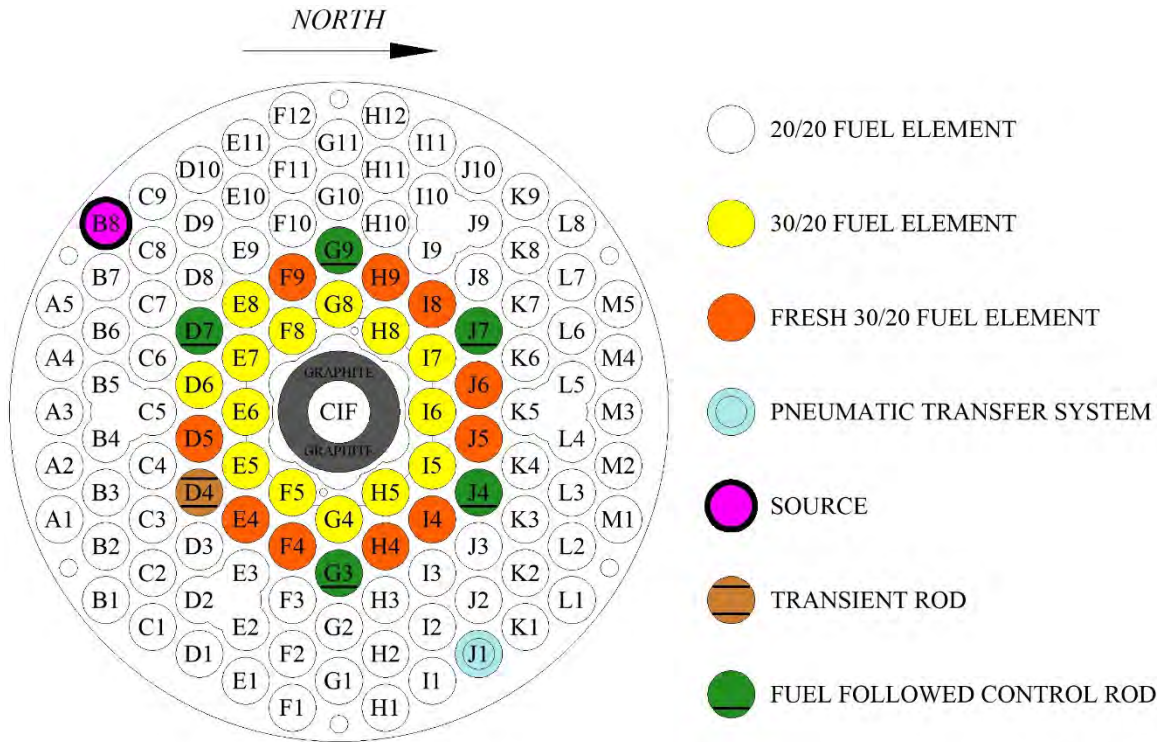 NORTH
F12 H12
E11 G11 I11
D10 F11 H11 J10
C9 E10 G10 I10 K9
B8 D9 F10 H10 J9 L8
C8 E9 G9 I9 K8
B7 D8 F9 H9 J8 L7
A5 C7 E8 G8 I8 K7 M5
B6 D7 F8 H8 J7 L6
A4 C6 E7 I7 K6 M4
GRAPHITE
B5 D6 J6 L5
A3 C5 E6 CIF I6 K5 M3
B4 D5 J5 L4
GRAPHITE
A2 C4 E5 I5 K4 M2
B3 D4 F5 H5 J4 L3
A1 C3 E4 G4 I4 K3 M1
B2 D3 F4 H4 J3 L2
C2 E3 G3 I3 K2
B1 D2 F3 H3 J2 L1
C1 E2 G2 I2 K1
D1 F2 H2 J1
E1 G1 I1
F1 H1
20/20 FUEL ELEMENT
30/20 FUEL ELEMENT
FRESH 30/20 FUEL ELEMENT
PNEUMATIC TRANSFER SYSTEM
SOURCE
TRANSIENT ROD
FUEL FOLLOWED CONTROL ROD